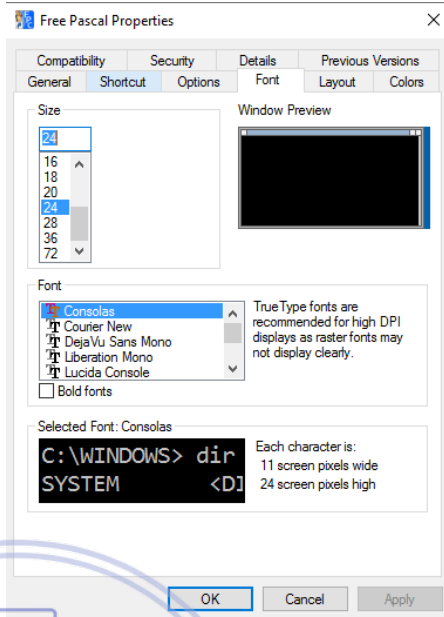 Free Pascal Properties
Compatibility Security Details Previous Versions
General Shortcut Options Font Layout Colors
Size
24
16
18
20
24
28
36
72
Window Preview
Font
Consolas
Courier New
DejaVu Sans Mono
Liberation Mono
Lucida Console
Bold fonts
TrueType fonts are
recommended for high DPI
displays as raster fonts may
not display clearly.
Selected Font: Consolas
C:\WINDOWS> dir
SYSTEM <DI
Each character is:
11 screen pixels wide
24 screen pixels high
OK Cancel Apply